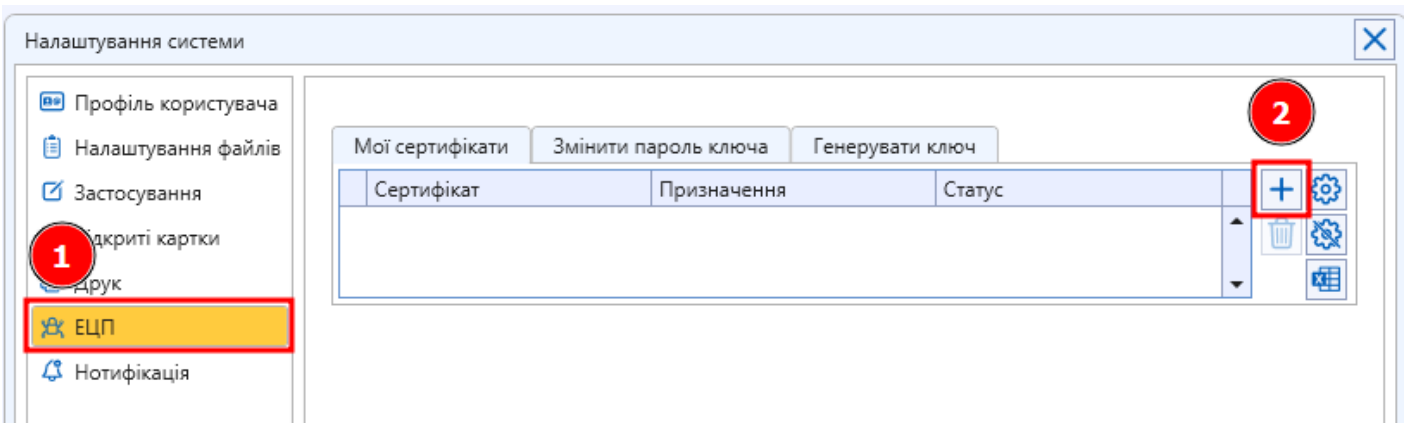 Налаштування системи
Профіль користувача
Налаштування файлів
Застосування
картки
Друк
ЕЦП
Нотифікація
1
2
Мої сертифікати Змінити пароль ключа Генерувати ключ
Сертифікат Призначення Статус